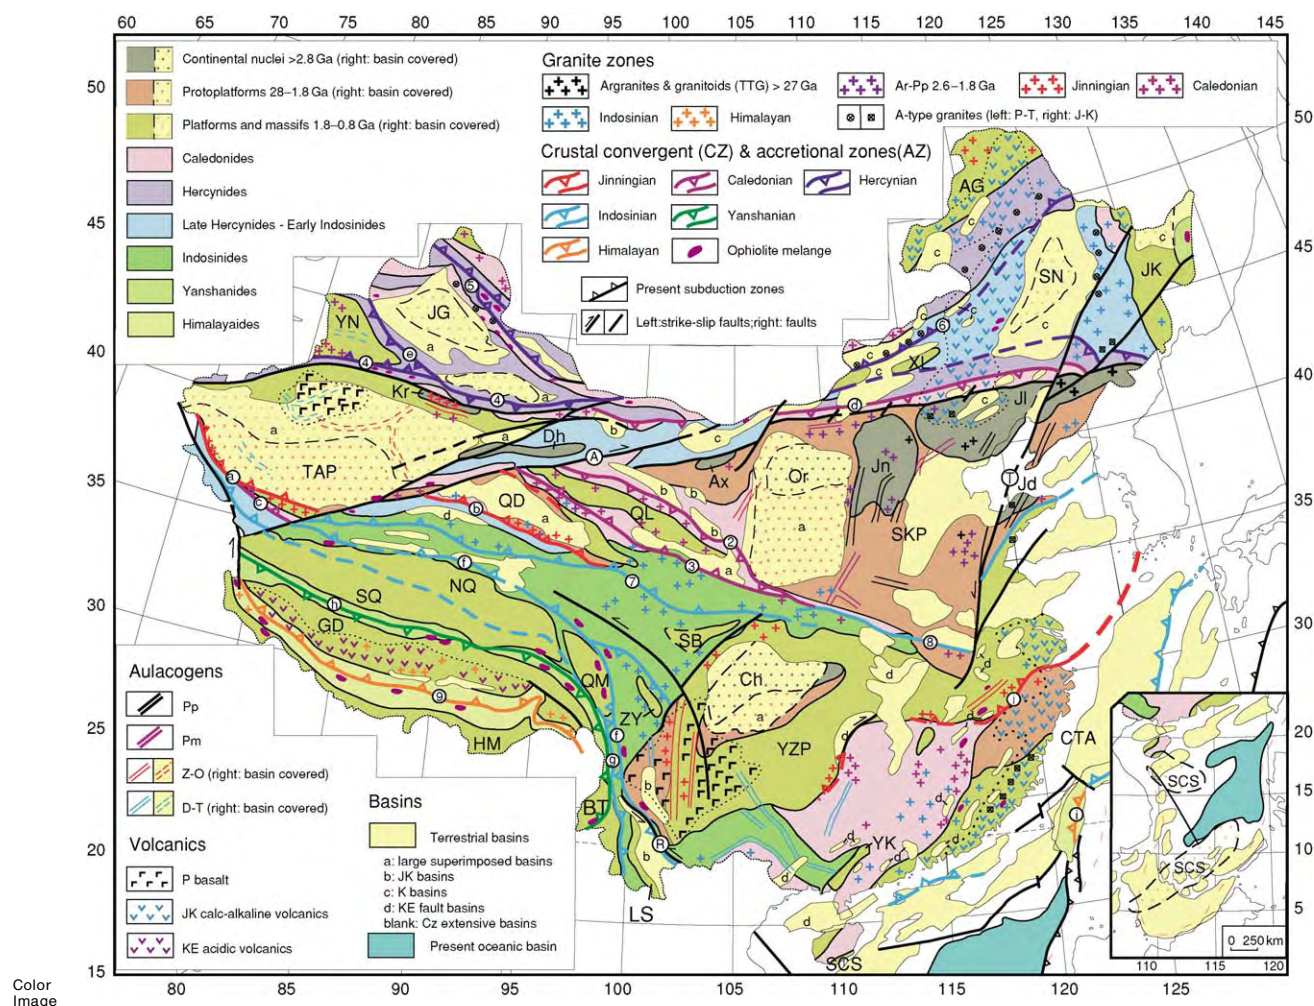 60 65 70 75 80 85 90 95 100 105 110 115 120 125 130 135 140 145
Continental nuclei >2.8 Ga (right: basin covered)
Protoplatforms 28–1.8 Ga (right: basin covered)
Platforms and massifs 1.8–0.8 Ga (right: basin covered)
Caledonides
Hercynides
Late Hercynides - Early Indosinides
Indosinides
Yanshanides
Himalayaides
Granite zones
Argranites & granitoids (TTG) > 27 Ga
Ar-Pp 2.6–1.8 Ga
Jinningian
Caledonian
Indosinian
Himalayan
A-type granites (left: P-T, right: J-K)
Crustal convergent (CZ) & accretional zones(AZ)
Jinningian
Caledonian
Hercynian
Indosinian
Yanshanian
Himalayan
Ophiolite melange
Present subduction zones
Left:strike-slip faults;right: faults
50
45
40
35
30
25
20
15
50
45
40
35
30
20
15
10
5
AG
c
c
SN
c
c
JK
c
5
JG
a
YN
4
e
4
a
Kr
6
c
c
c
XJ
d
c
JI
a
a
TAP
Dh
b
c
A
Ax
Or
a
Jn
T
Jd
SKP
a
c
b
QD
a
d
QL
b
b
b
2
3
a
f
7
NQ
SQ
h
GD
8
d
SB
QM
Ch
a
ZY
9
HM
f
g
BT
b
b
R
LS
YZP
d
d
d
i
CTA
d
d
d
YK
d
d
d
j
d
SCS
SCS
SCS
0 250 km
110 115 120
Aulacogens
Pp
Pm
Z-O (right: basin covered)
D-T (right: basin covered)
Volcanics
P basalt
JK calc-alkaline volcanics
KE acidic volcanics
Basins
Terrestrial basins
a: large superimposed basins
b: JK basins
c: K basins
d: KE fault basins
blank: Cz extensive basins
Present oceanic basin
80 85 90 95 100 105 110 115 120 125
Color
Image